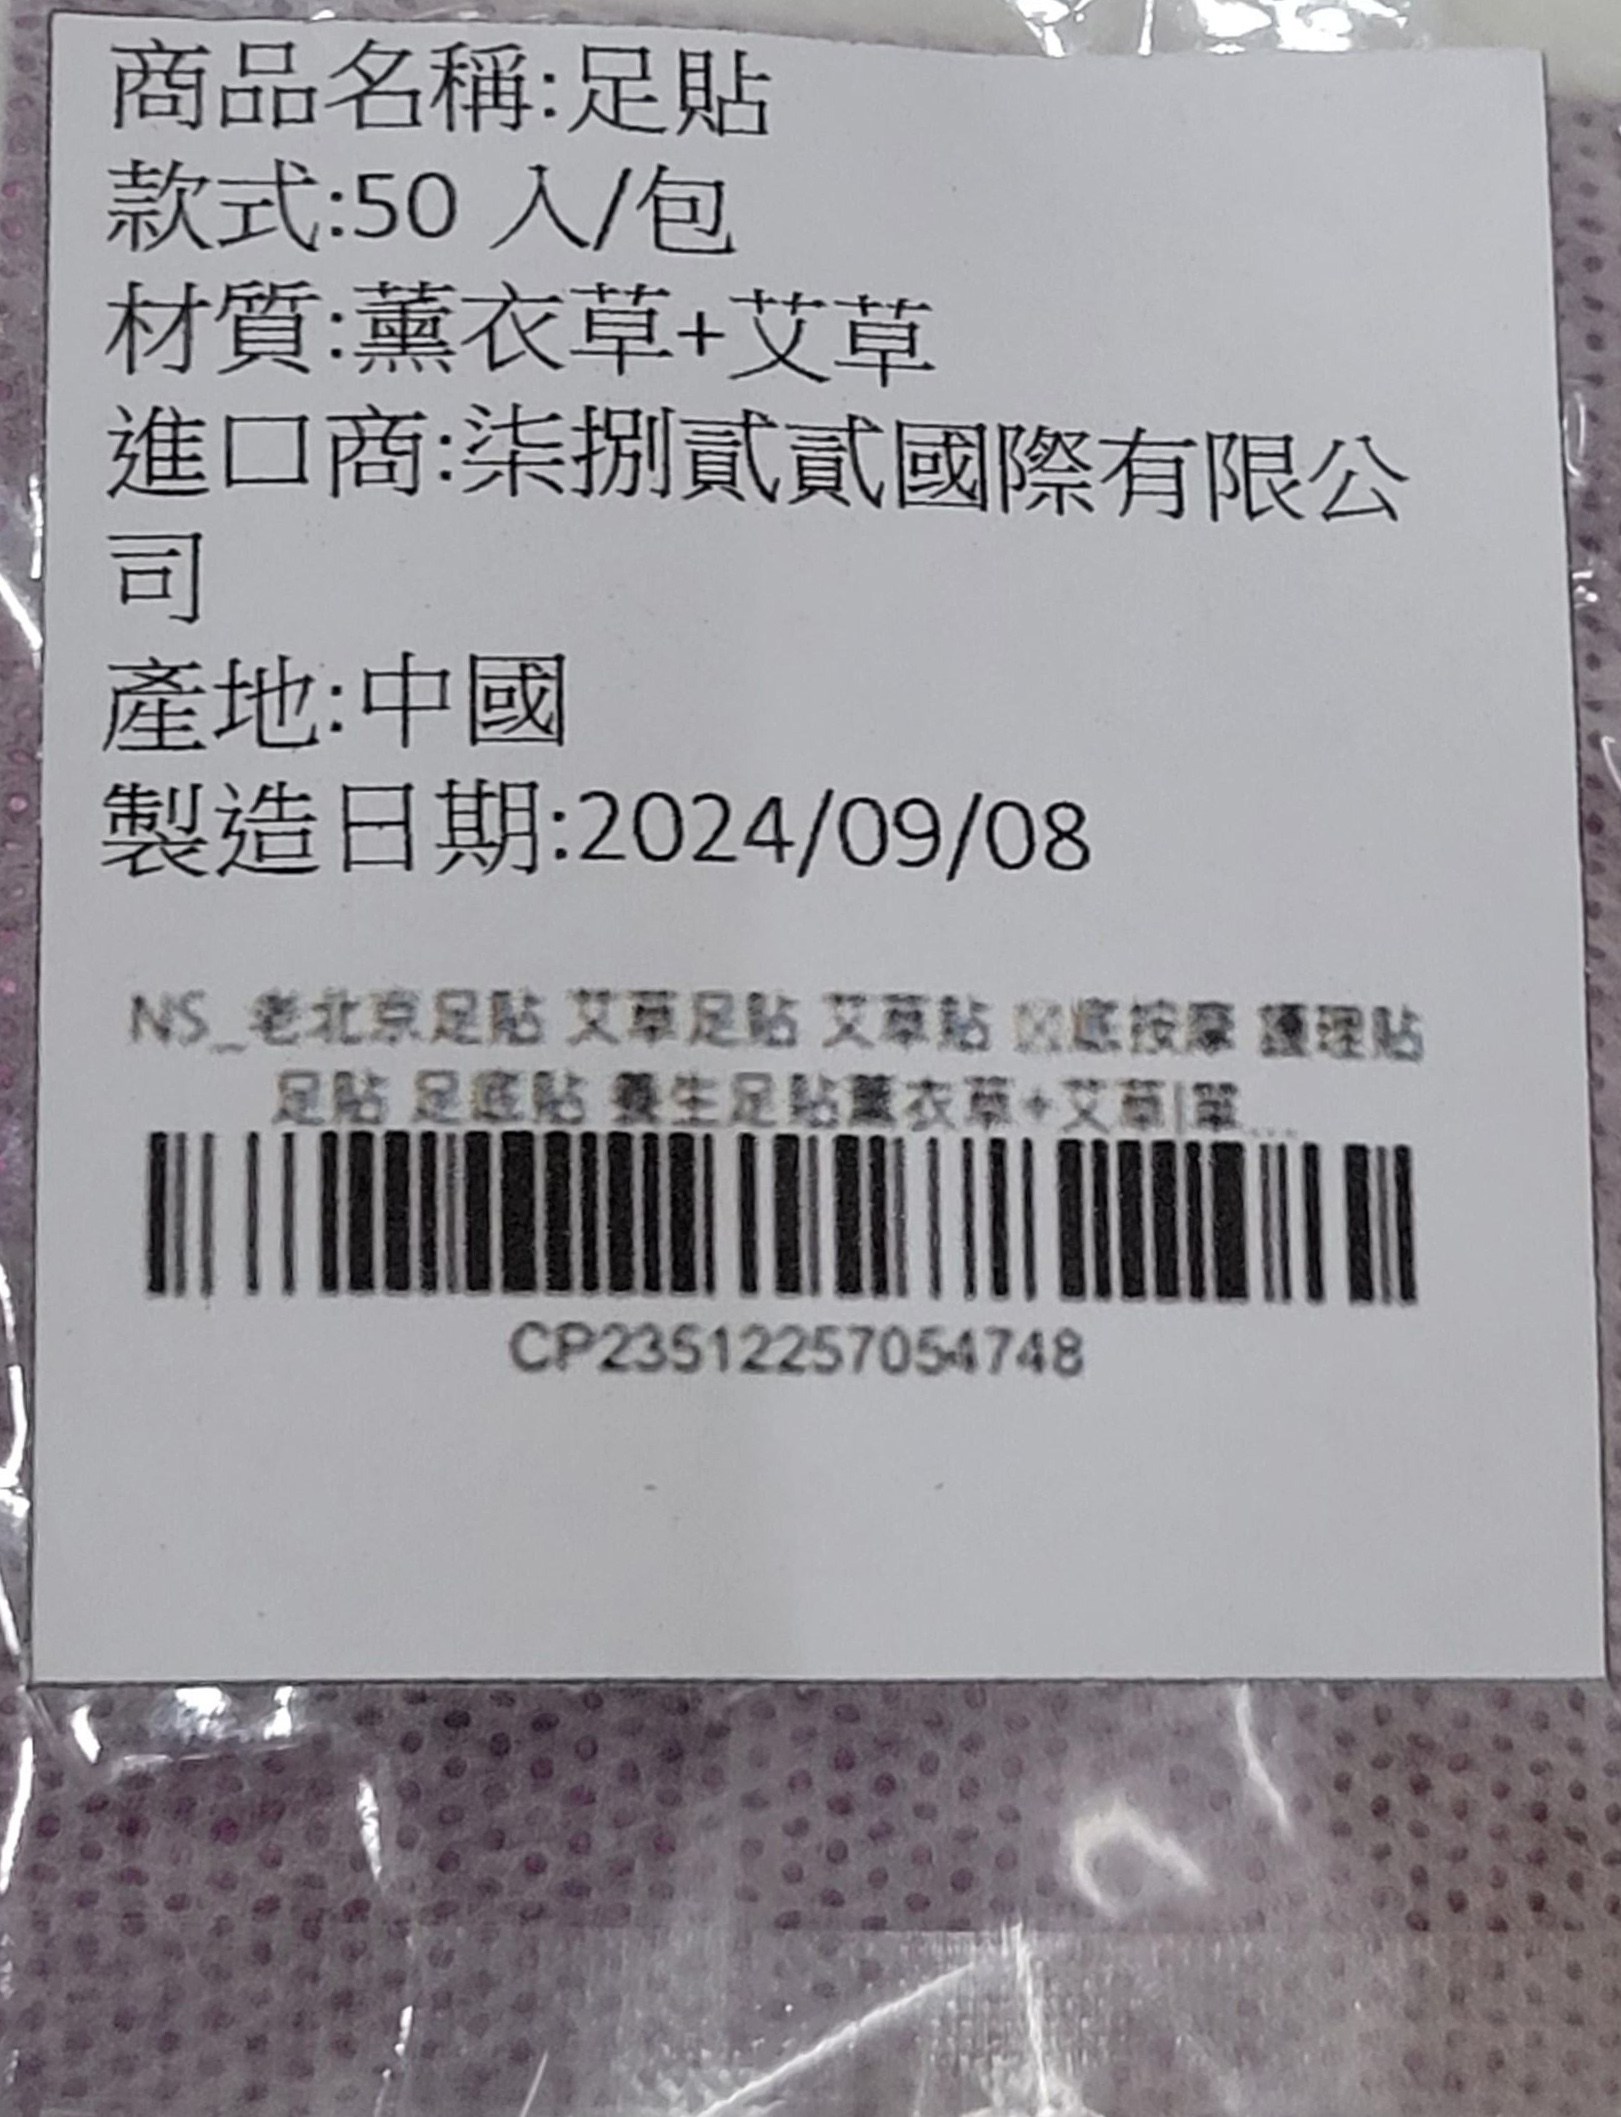 商品名稱:足貼
款式:50 入/包
材質:薰衣草+艾草
進口商:柒捌貳貳國際有限公
司
產地:中國
製造日期:2024/09/08
NS_老北京足貼 艾草足貼 艾草貼 底按摩 護理貼
足貼 足底貼 養生足貼薰衣草+艾草|單...
CP235122257054748